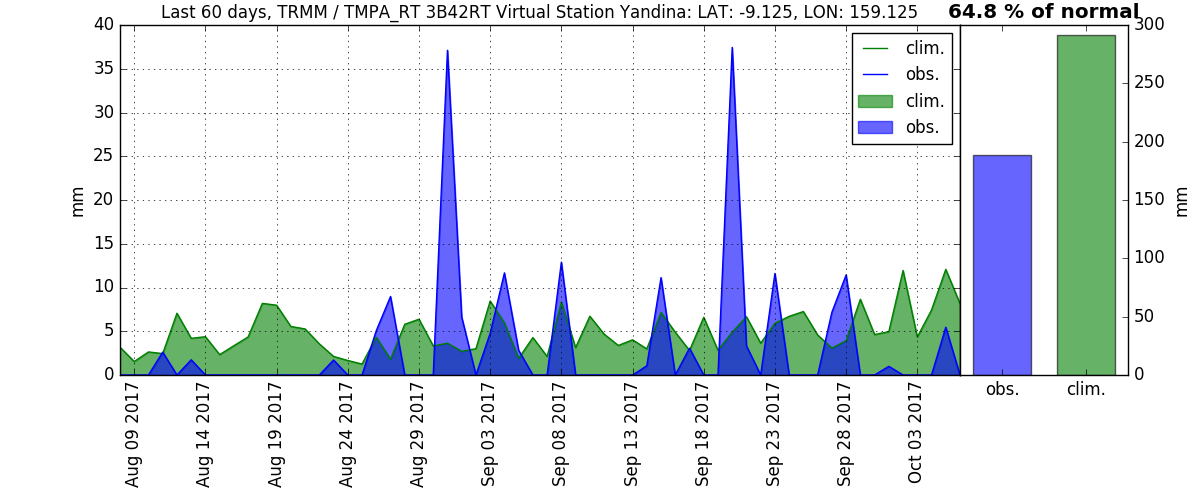 Last 60 days, TRMM / TMPA_RT 3B42RT Virtual Station Yandina: LAT: -9.125, LON: 159.125
64.8 % of normal
40
35
30
25
20
15
10
5
0
mm
clim.
obs.
clim.
obs.
300
250
200
150
100
50
0
mm
obs.
clim.
Aug 09 2017
Aug 14 2017
Aug 19 2017
Aug 24 2017
Aug 29 2017
Sep 03 2017
Sep 08 2017
Sep 13 2017
Sep 18 2017
Sep 23 2017
Sep 28 2017
Oct 03 2017